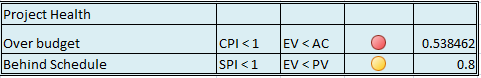 Project Health
Over budget CPI < 1 EV < AC 0.538462
Behind Schedule SPI < 1 EV < PV 0.8